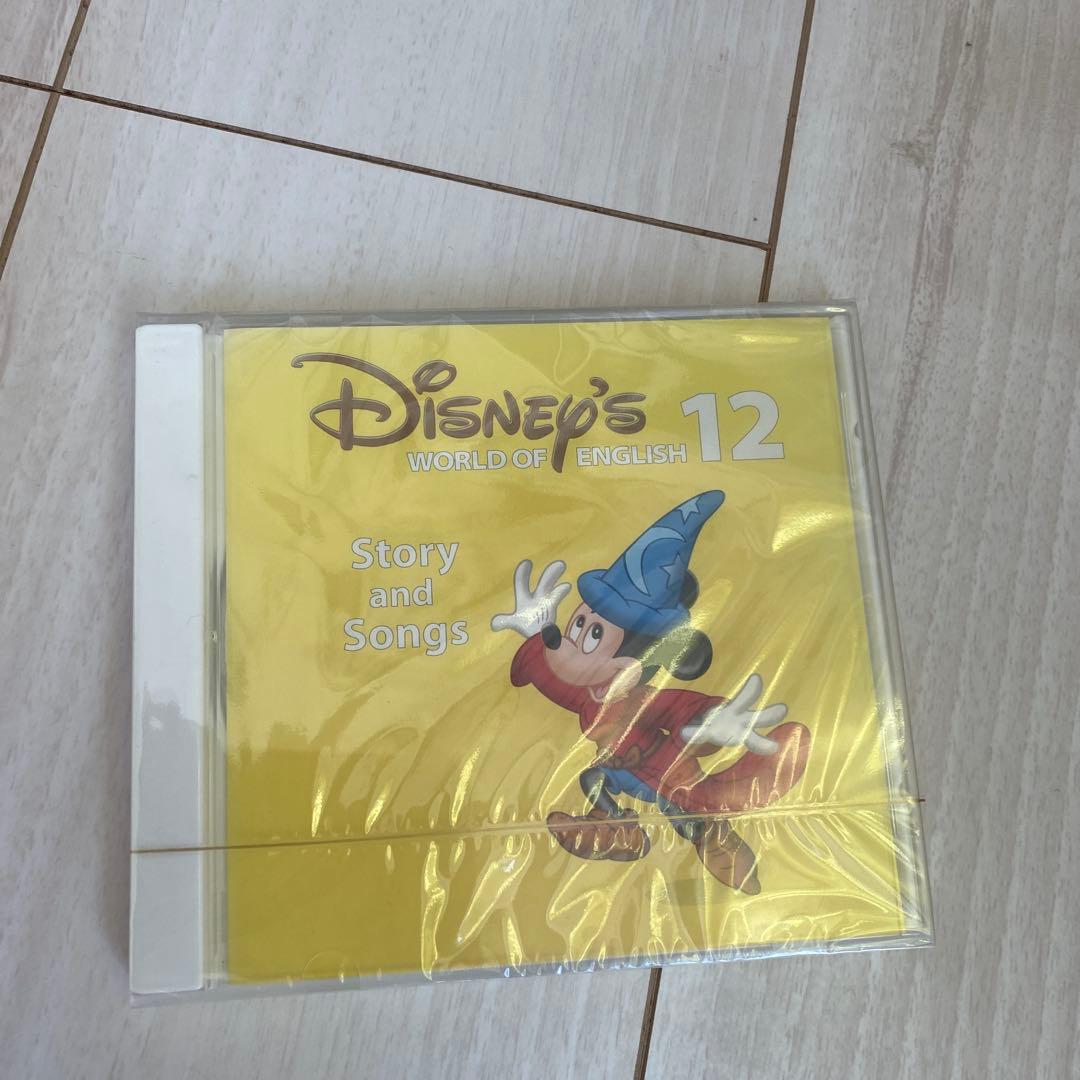 Disney's
WORLD OF ENGLISH 12
Story
and
Songs